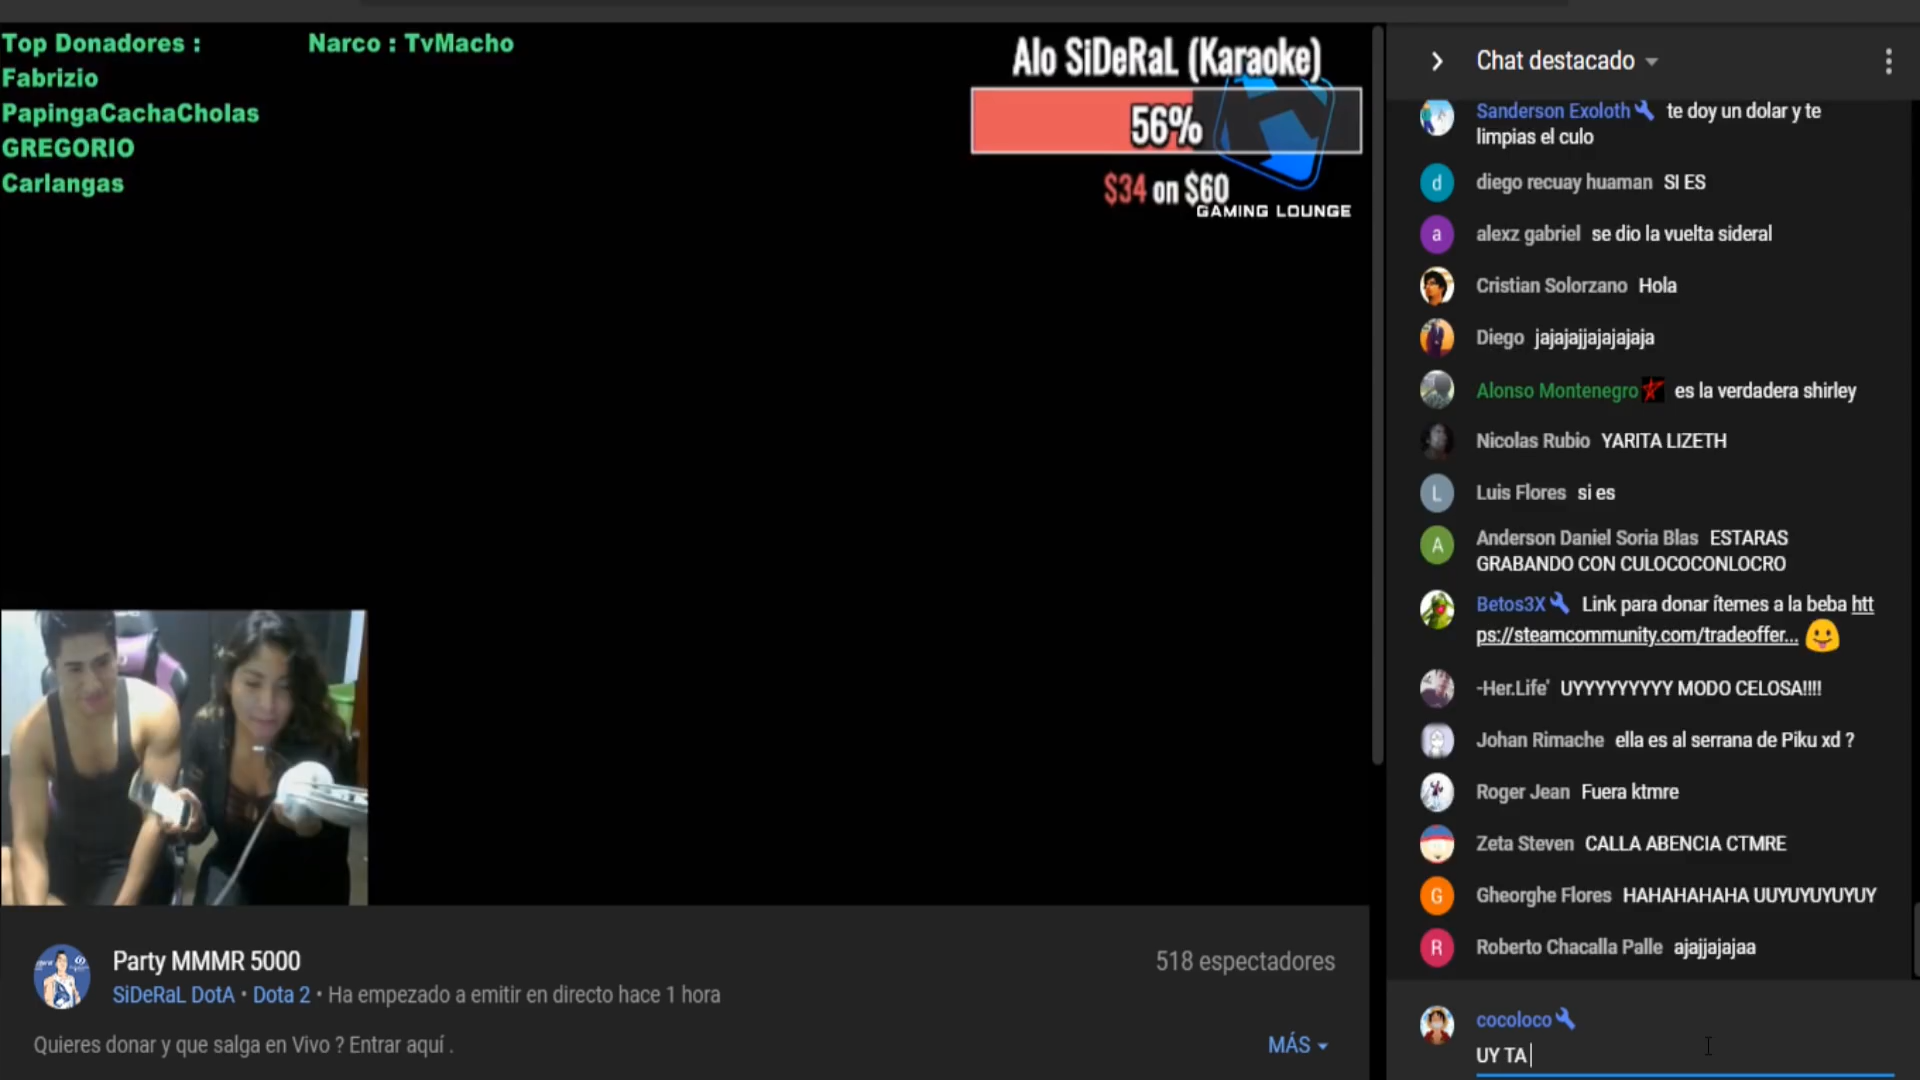 Top Donadores :
Narco : TvMacho
Fabrizio
PapingaCachaCholas
GREGORIO
Carlangas
Alo SiDeRaL (Karaoke)
56%
$34 on $60
GAMING LOUNGE
Party MMMR 5000
518 espectadores
SiDeRaL DotA • Dota 2 • Ha empezado a emitir en directo hace 1 hora
Quieres donar y que salga en Vivo ? Entrar aquí .
MÁS
Chat destacado
Sanderson Exoloth te doy un dolar y te
limpias el culo
d
diego recuay huaman SI ES
a
alexz gabriel se dio la vuelta sideral
Cristian Solorzano Hola
Diego jajajajjajajajaja
Alonso Montenegro es la verdadera shirley
Nicolas Rubio YARITA LIZETH
L
Luis Flores si es
A
Anderson Daniel Soria Blas ESTARAS
GRABANDO CON CULOCOCONLOCRO
Betos3X Link para donar ítemes a la beba htt
ps://steamcommunity.com/tradeoffer...
-Her.Life' UYYYYYYYYY MODO CELOSA!!!!
Johan Rimache ella es al serrana de Piku xd ?
Roger Jean Fuera ktmre
Zeta Steven CALLA ABENCIA CTMRE
G
Gheorghe Flores HAHAHAHAHA UUYUYUYUYUY
R
Roberto Chacalla Palle ajajjajajaa
cocoloco
UY TA